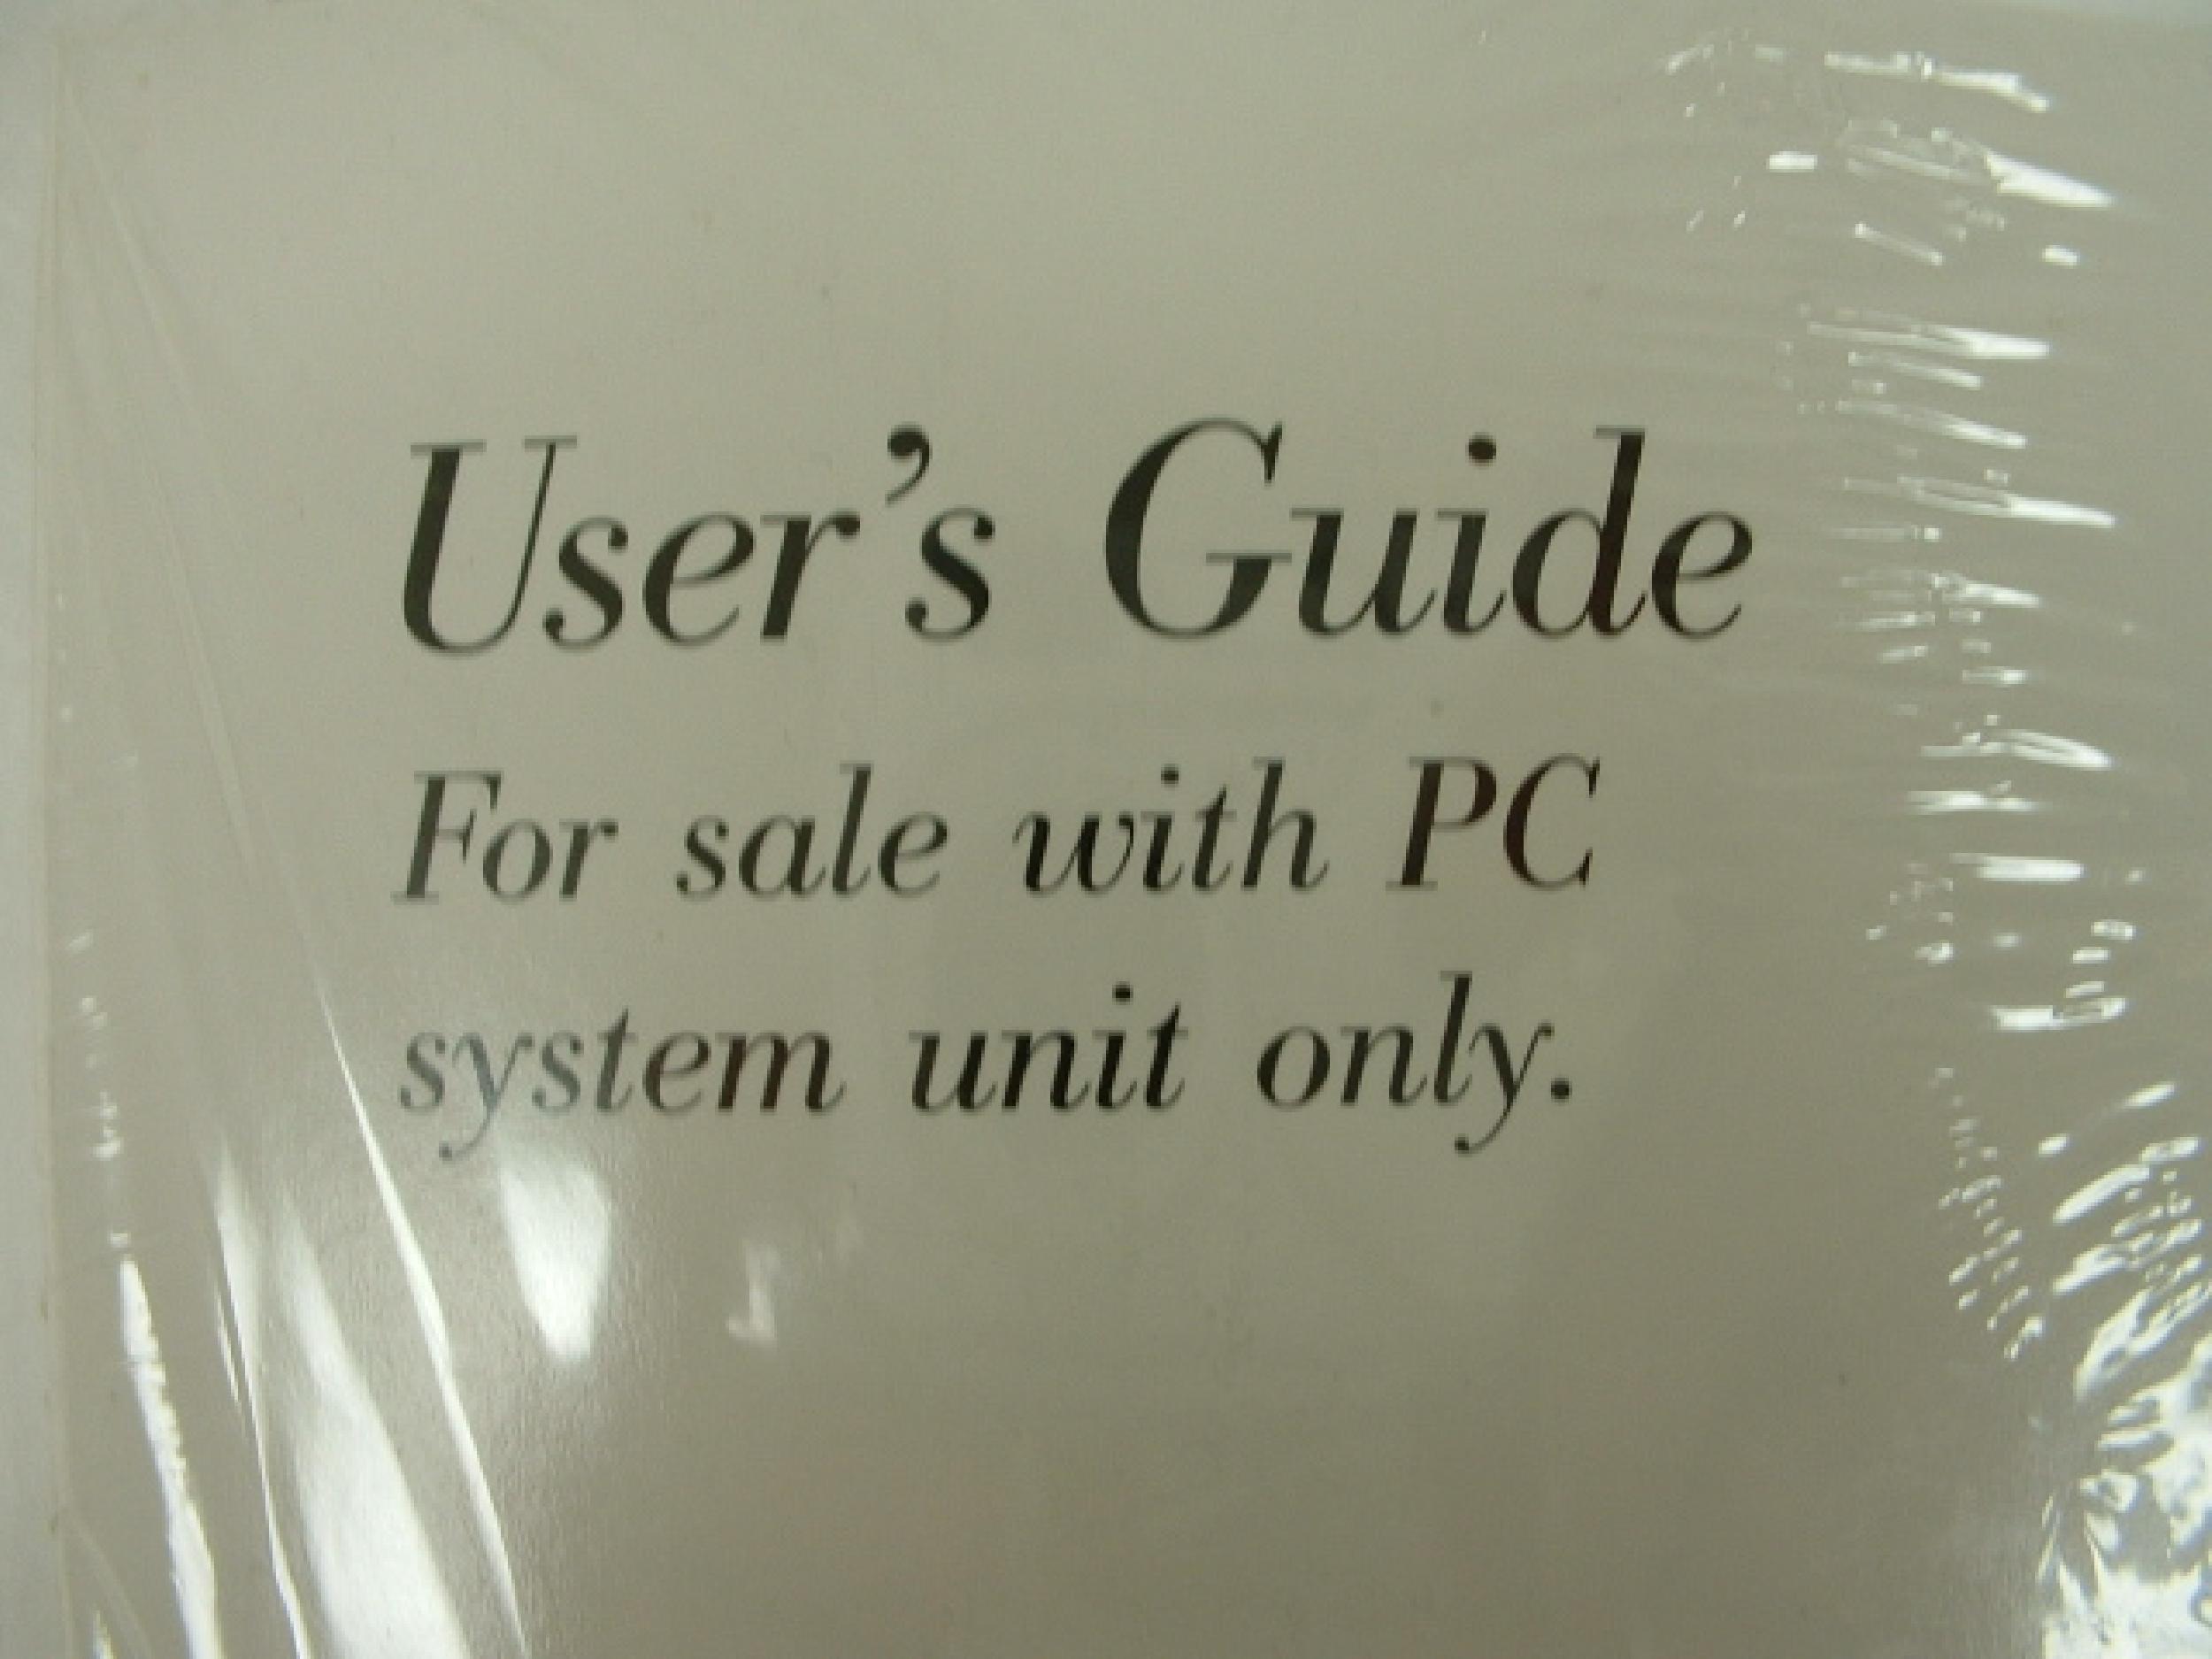 User's Guide
For sale with PC
system unit only.